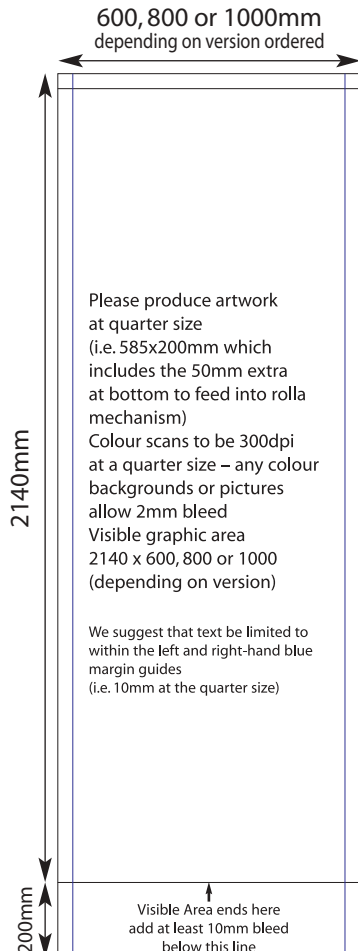 600, 800 or 1000mm
depending on version ordered
2140mm
Please produce artwork
at quarter size
(i.e. 585x200mm which
includes the 50mm extra
at bottom to feed into rolla
mechanism)
Colour scans to be 300dpi
at a quarter size – any colour
backgrounds or pictures
allow 2mm bleed
Visible graphic area
2140 x 600, 800 or 1000
(depending on version)
We suggest that text be limited to
within the left and right-hand blue
margin guides
(i.e. 10mm at the quarter size)
200mm
Visible Area ends here
add at least 10mm bleed
below this line